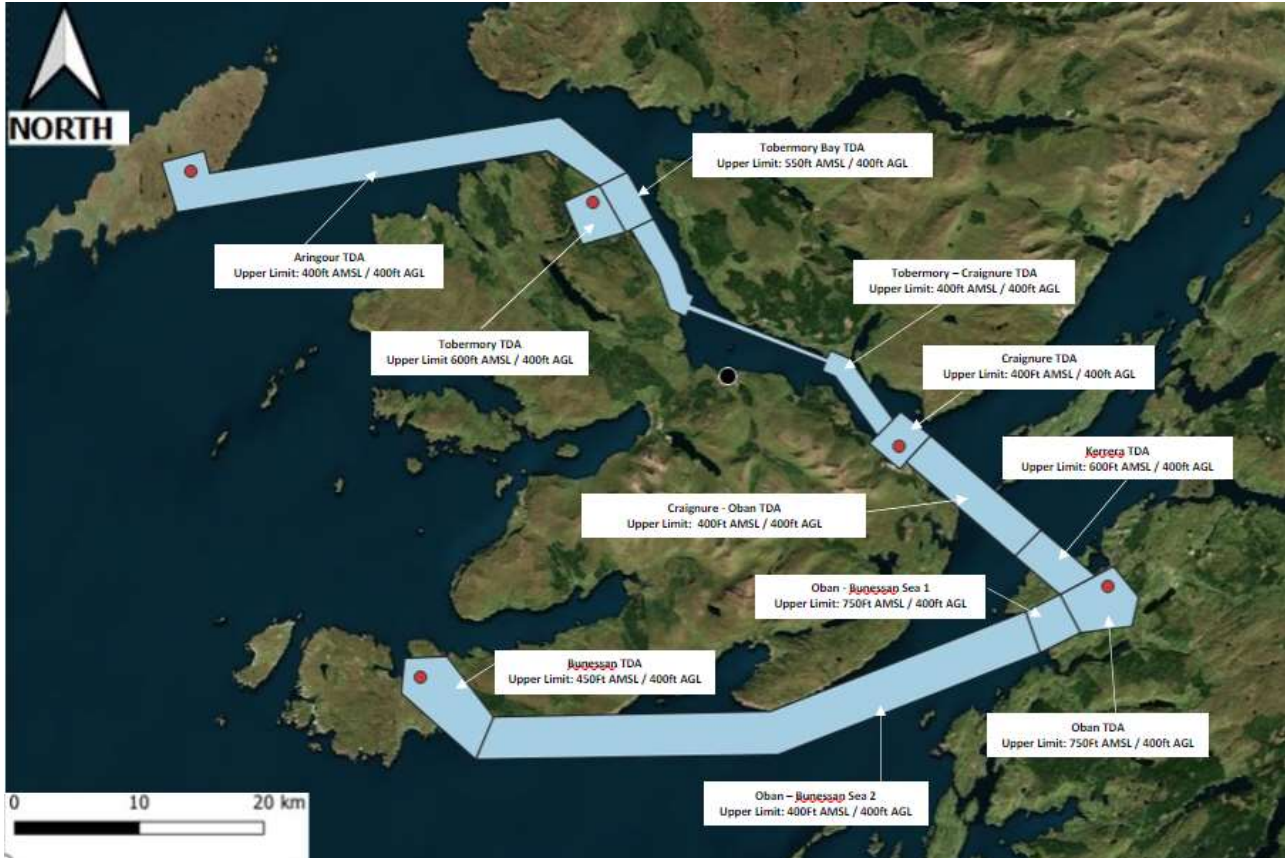 NORTH
Tobermory Bay TDA
Upper Limit: 550ft AMSL / 400ft AGL
Aringour TDA
Upper Limit: 400ft AMSL / 400ft AGL
Tobermory – Craignure TDA
Upper Limit: 400ft AMSL / 400ft AGL
Tobermory TDA
Upper Limit 600ft AMSL / 400ft AGL
Craignure TDA
Upper Limit: 400Ft AMSL / 400ft AGL
Kerrera TDA
Upper Limit: 600Ft AMSL / 400ft AGL
Craignure - Oban TDA
Upper Limit: 400Ft AMSL / 400ft AGL
Oban - Bunessan Sea 1
Upper Limit: 750Ft AMSL / 400ft AGL
Bunessan TDA
Upper Limit: 450Ft AMSL / 400ft AGL
Oban TDA
Upper Limit: 750Ft AMSL / 400ft AGL
Oban – Bunessan Sea 2
Upper Limit: 400Ft AMSL / 400ft AGL
0 10 20 km